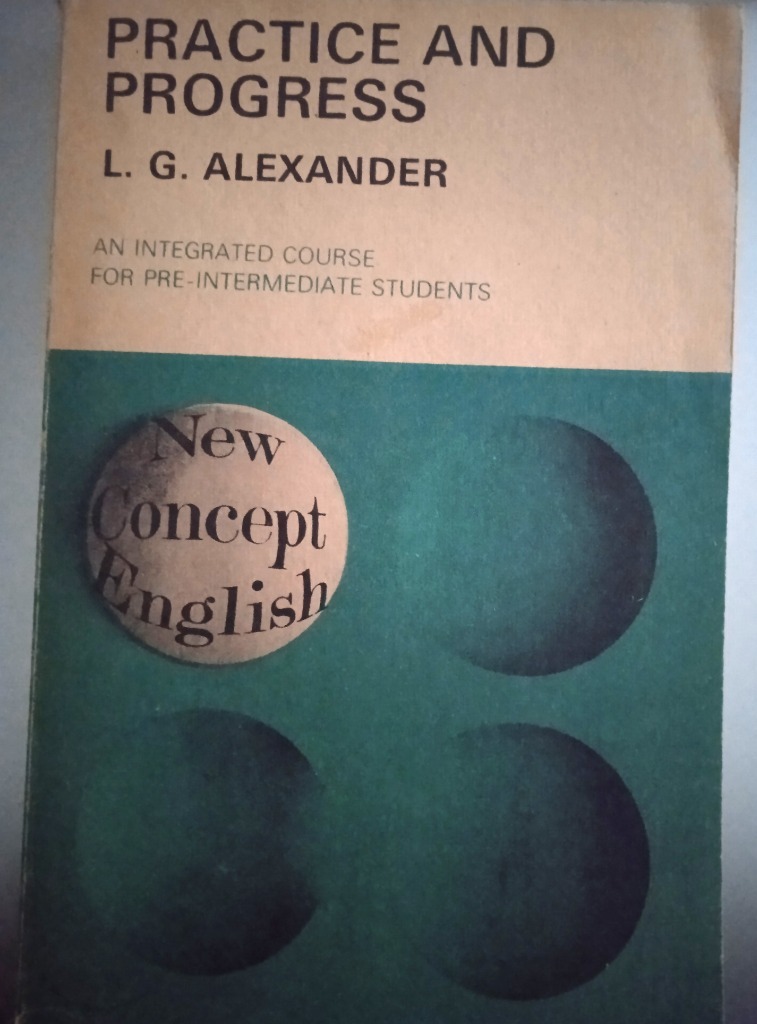 PRACTICE AND
PROGRESS
L. G. ALEXANDER
AN INTEGRATED COURSE
FOR PRE-INTERMEDIATE STUDENTS
New
Concept
English